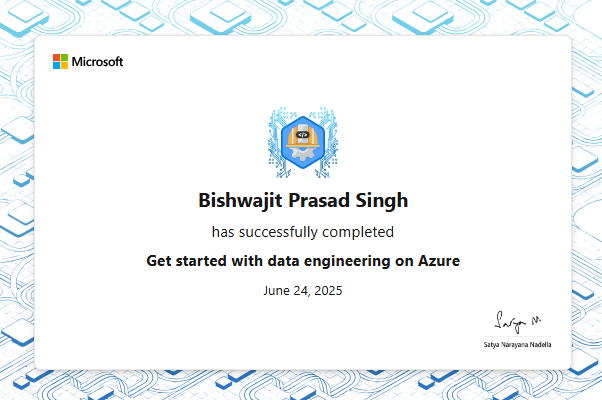 Microsoft
</>
Bishwajit Prasad Singh
has successfully completed
Get started with data engineering on Azure
June 24, 2025
Satya N.
Satya Narayana Nadella